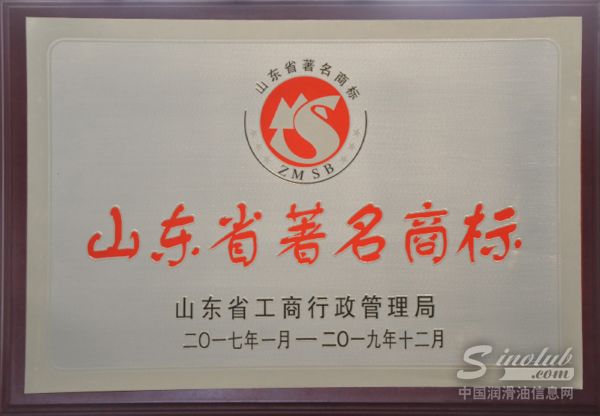 山东省著名商标
ZMSB
山东省著名商标
山东省工商行政管理局
二〇一七年一月—二〇一九年十二月
Sinolub.com
中国润滑油信息网